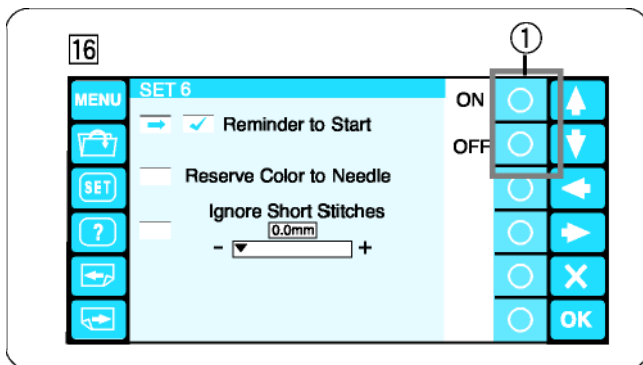 16
1
MENU
SET 6
ON
Reminder to Start
OFF
SET
Reserve Color to Needle
Ignore Short Stitches
?
0.0mm
- +
OK